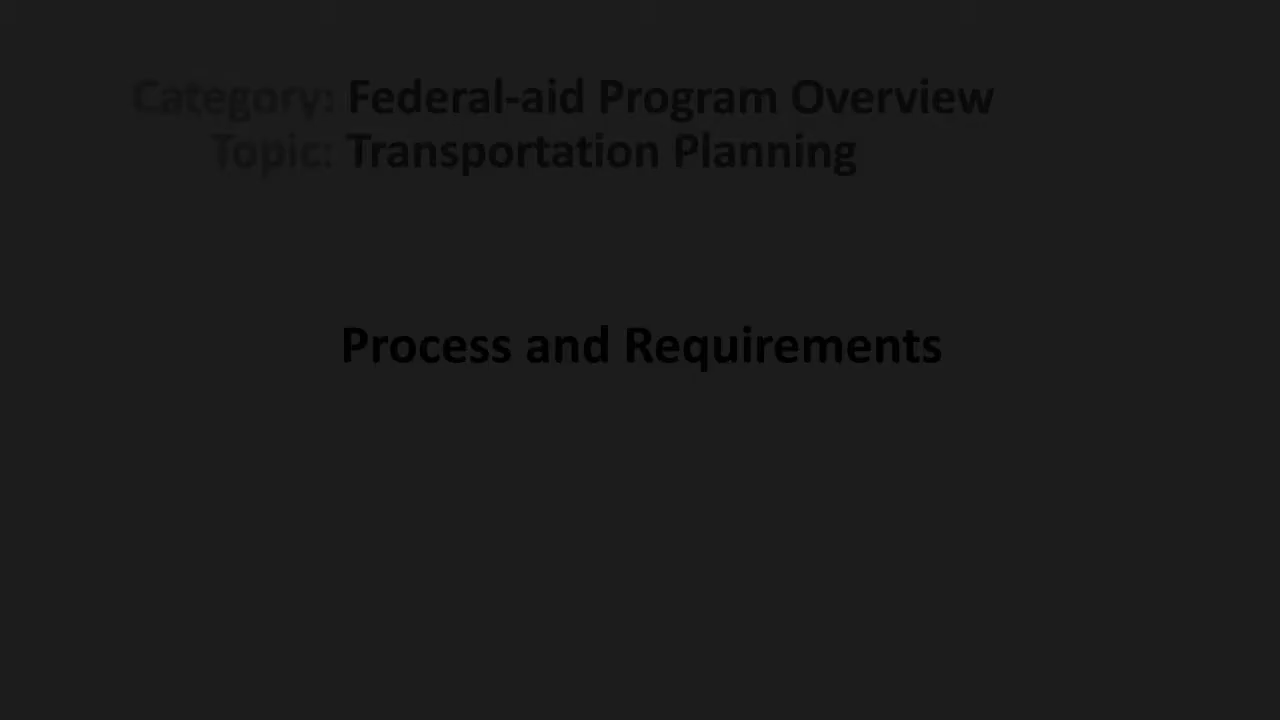 Category: Federal-aid Program Overview
Topic: Transportation Planning
Process and Requirements